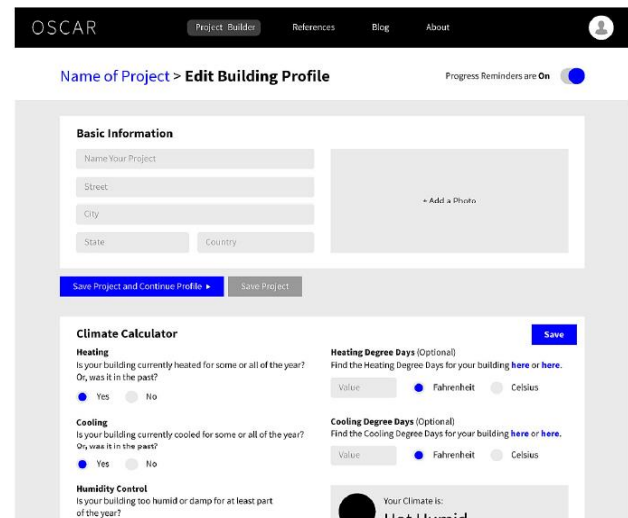 OSCAR
Project Builder
References
Blog
About
Name of Project > Edit Building Profile
Progress Reminders are On
Basic Information
Name Your Project
Street
City
State
Country
+ Add a Photo
Save Project and Continue Profile ▸
Save Project
Climate Calculator
Save
Heating
Is your building currently heated for some or all of the year?
Or, was it in the past?
Yes
No
Heating Degree Days (Optional)
Find the Heating Degree Days for your building here or here.
Value
Fahrenheit
Celsius
Cooling
Is your building currently cooled for some or all of the year?
Or, was it in the past?
Yes
No
Cooling Degree Days (Optional)
Find the Cooling Degree Days for your building here or here.
Value
Fahrenheit
Celsius
Humidity Control
Is your building too humid or damp for at least part
of the year?
Your Climate is:
Hot Humid